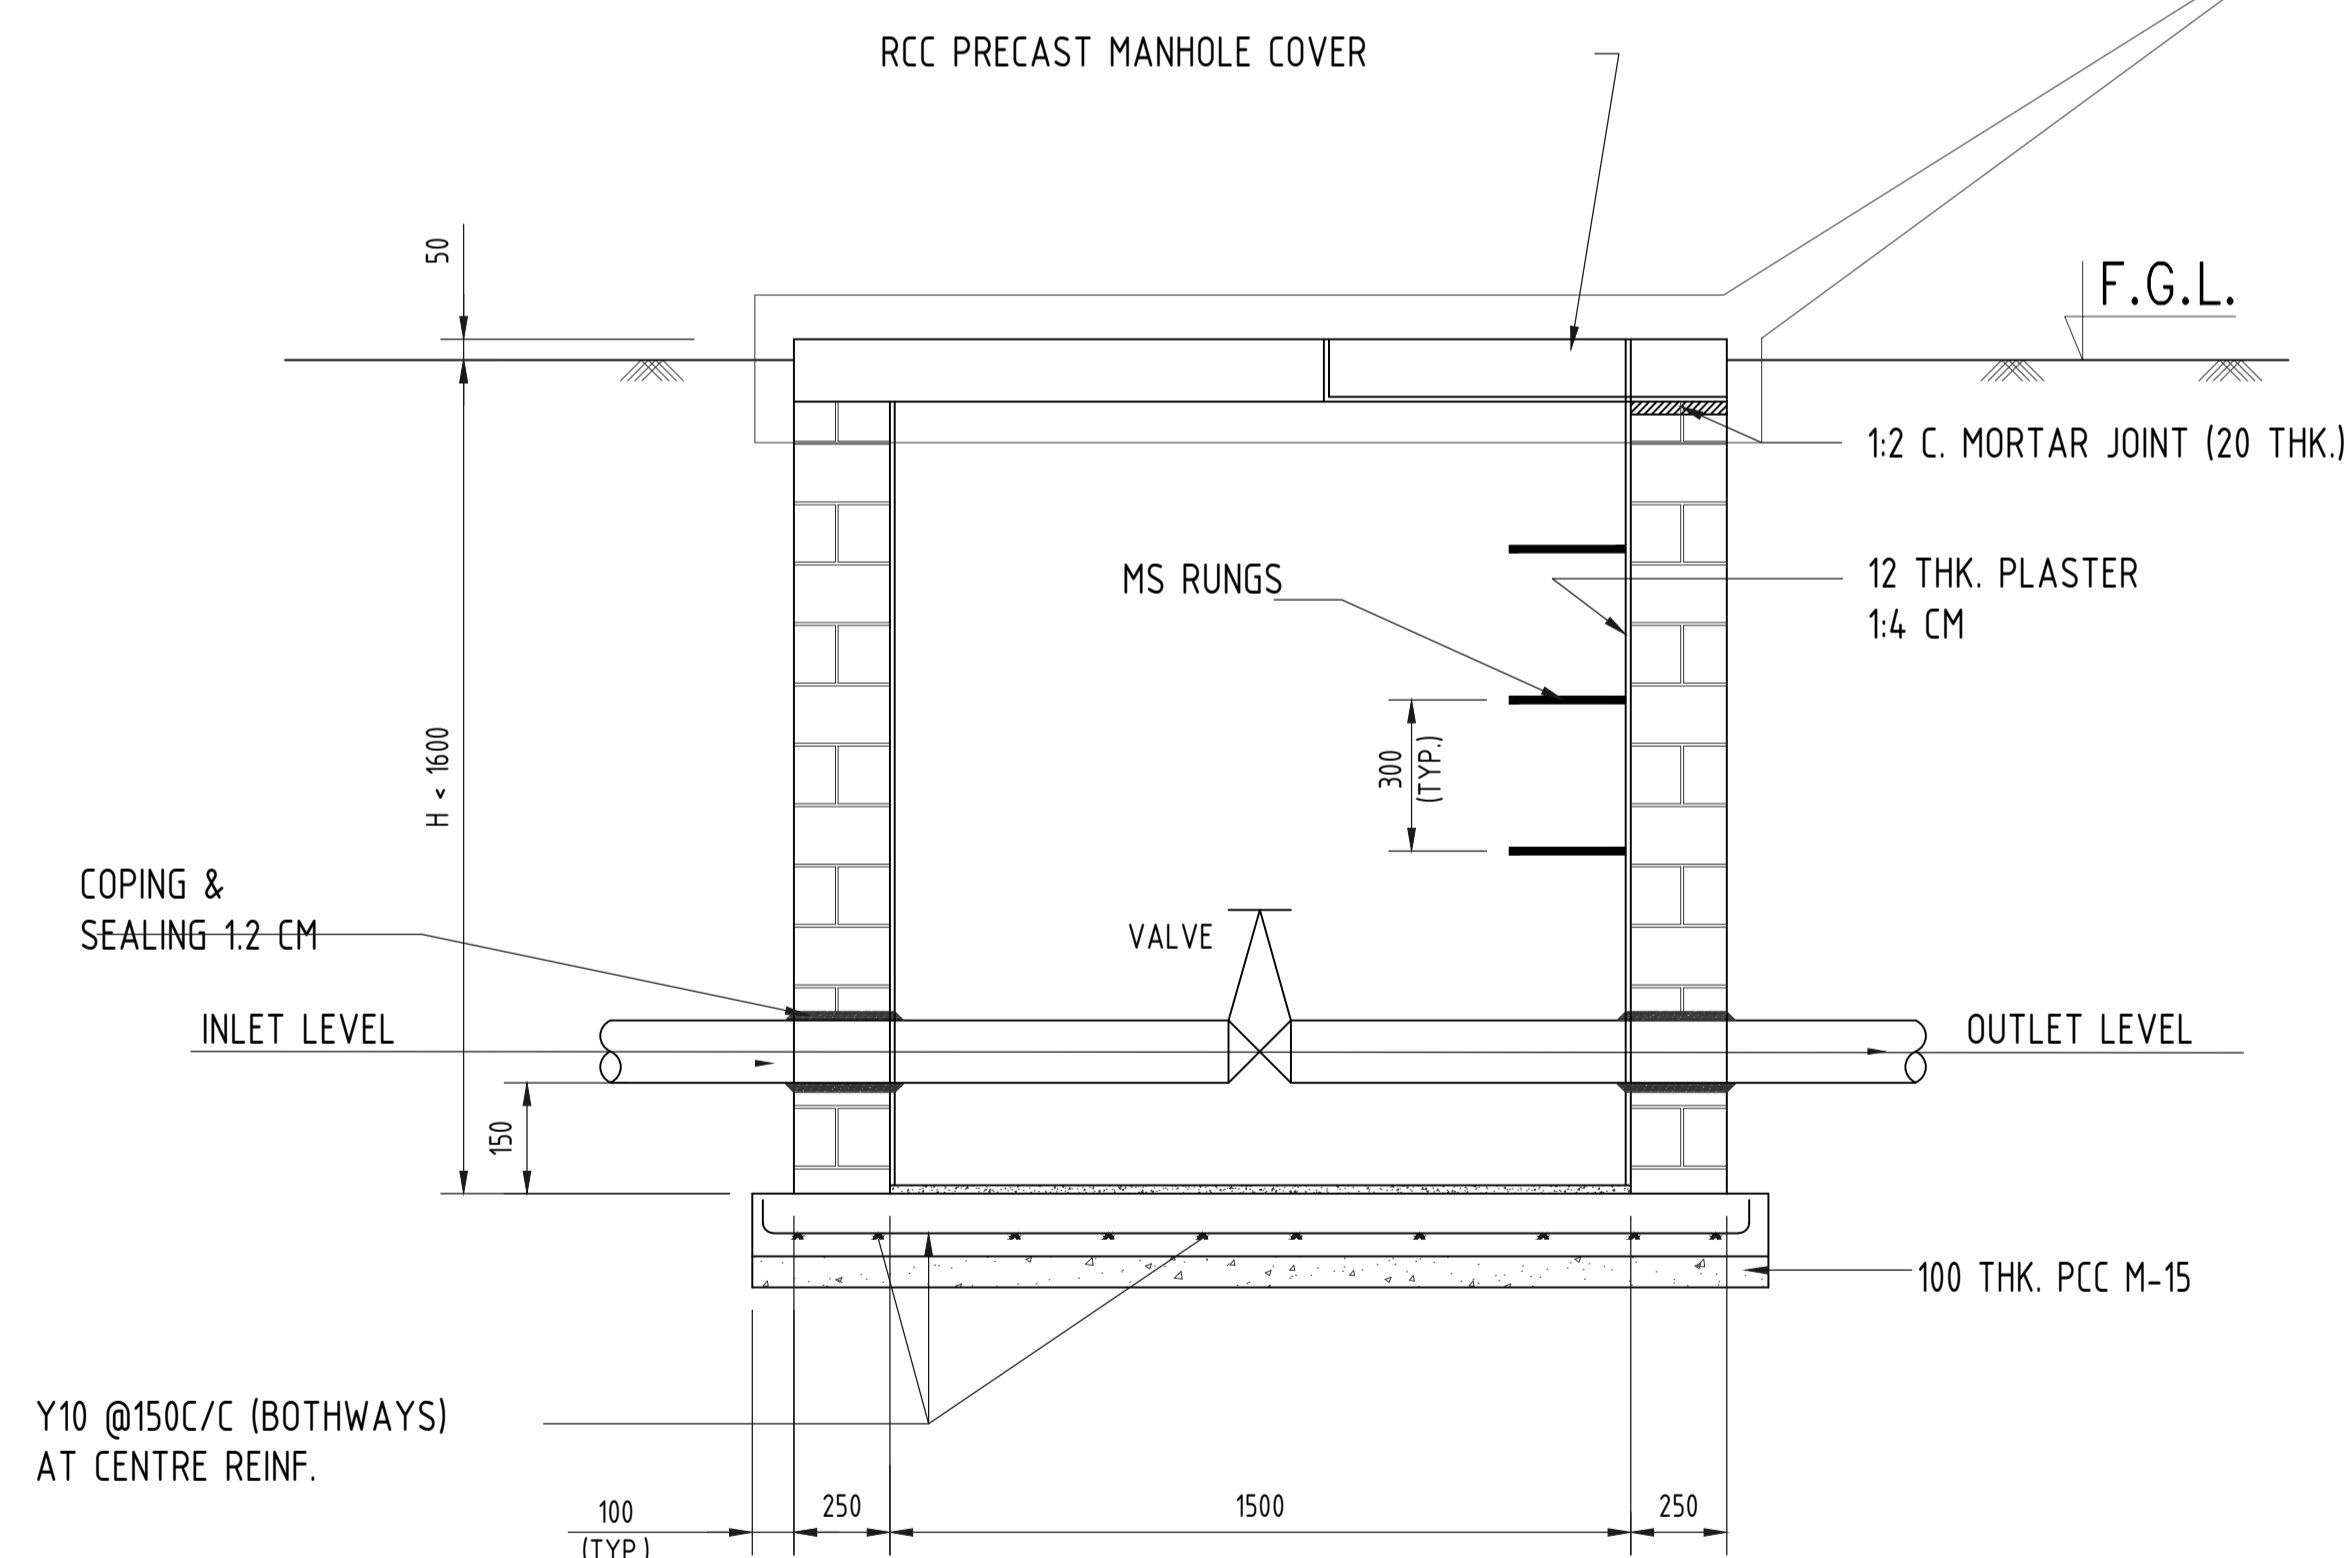 RCC PRECAST MANHOLE COVER
50
F.G.L.
1:2 C. MORTAR JOINT (20 THK.)
MS RUNGS
12 THK. PLASTER
1:4 CM
300
(TYP.)
H < 1600
COPING &
SEALING 1.2 CM
VALVE
INLET LEVEL
OUTLET LEVEL
150
100 THK. PCC M-15
Y10 @150C/C (BOTHWAYS)
AT CENTRE REINF.
100
(TYP.)
250
1500
250